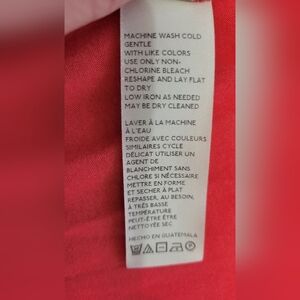 MACHINE WASH COLD
GENTLE
WITH LIKE COLORS
USE ONLY NON-
CHLORINE BLEACH
RESHAPE AND LAY FLAT
TO DRY
LOW IRON AS NEEDED
MAY BE DRY CLEANED
LAVER À LA MACHINE
À L'EAU
FROIDE AVEC COULEURS
SIMILAIRES CYCLE
DÉLICAT UTILISER UN
AGENT DE
BLANCHIMENT SANS
CHLORE SI NÉCESSAIRE
METTRE EN FORME
ET SÉCHER À PLAT
REPASSER, AU BESOIN,
À TRÈS BASSE
TEMPÉRATURE
PEUT-ÊTRE ÊTRE
NETTOYÉE SEC
HECHO EN GUATEMALA